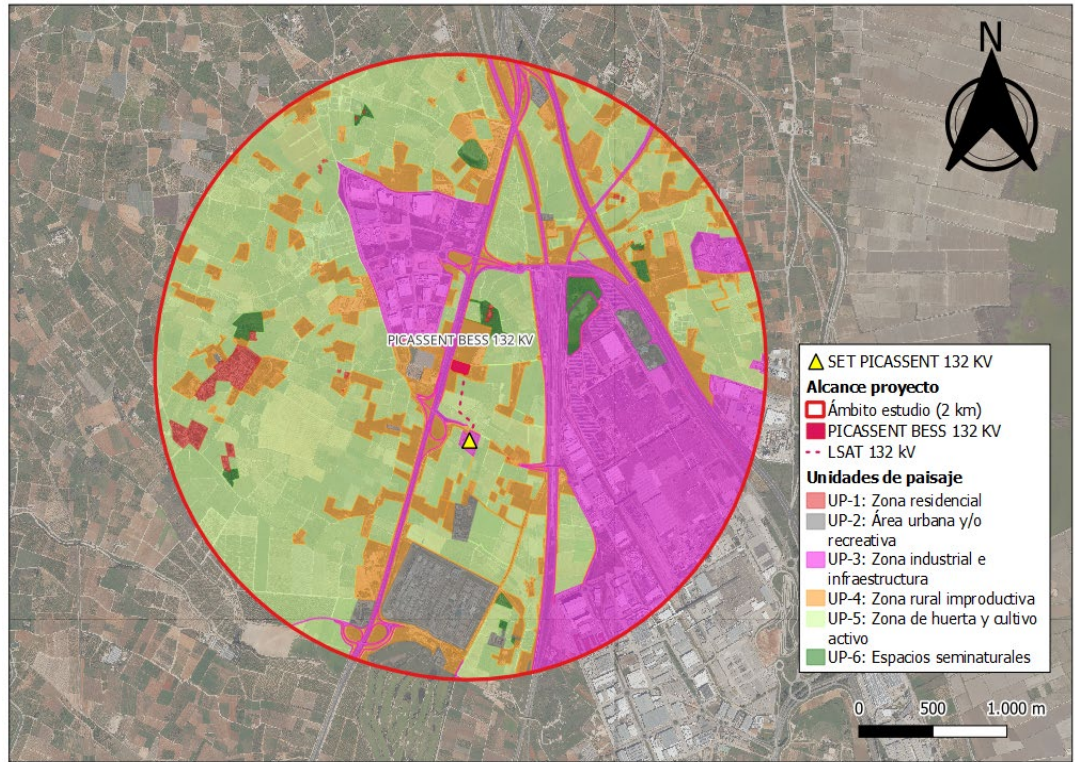 N
PICASSENT BESS 132 KV
SET PICASSENT 132 KV
Alcance proyecto
Ámbito estudio (2 km)
PICASSENT BESS 132 KV
LSAT 132 kV
Unidades de paisaje
UP-1: Zona residencial
UP-2: Área urbana y/o
recreativa
UP-3: Zona industrial e
infraestructura
UP-4: Zona rural improductiva
UP-5: Zona de huerta y cultivo
activo
UP-6: Espacios seminaturales
0 500 1.000 m